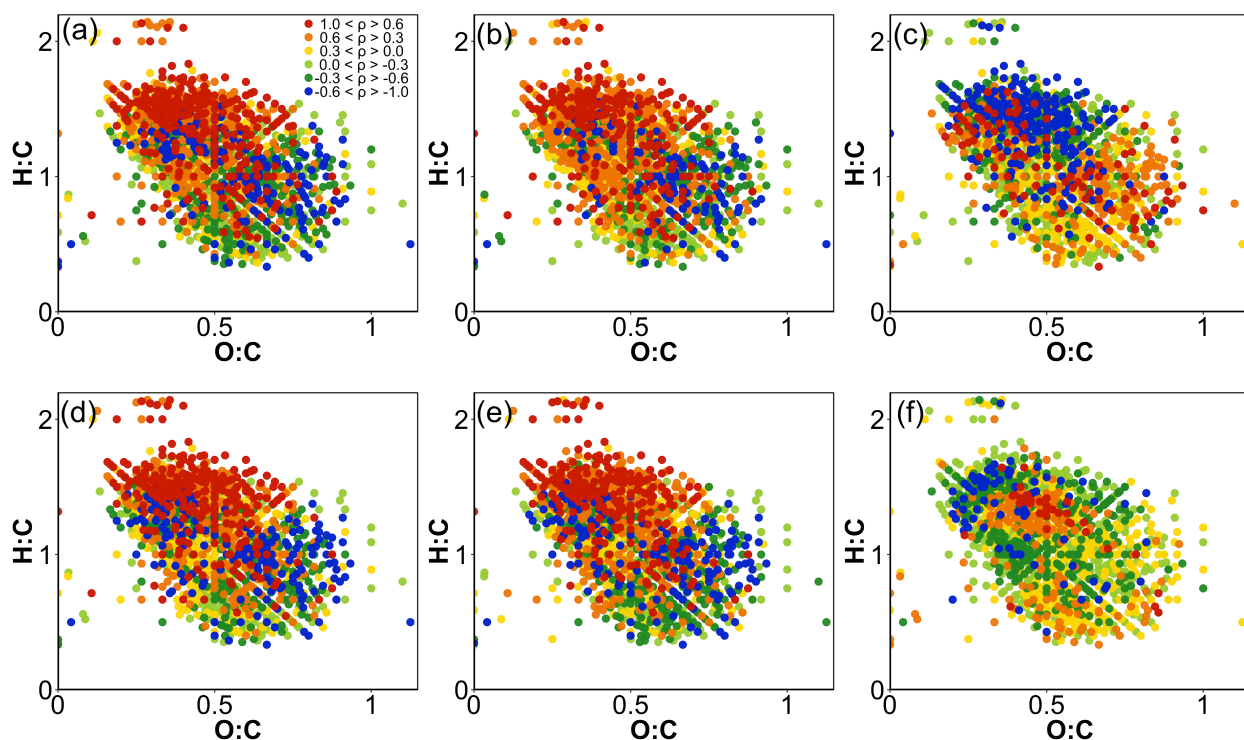 (a)
1.0 < ρ > 0.6
0.6 < ρ > 0.3
0.3 < ρ > 0.0
0.0 < ρ > -0.3
-0.3 < ρ > -0.6
-0.6 < ρ > -1.0
2
1
0
H:C
0
0.5
1
O:C
(b)
2
1
0
H:C
0
0.5
1
O:C
(c)
2
1
0
H:C
0
0.5
1
O:C
(d)
2
1
0
H:C
0
0.5
1
O:C
(e)
2
1
0
H:C
0
0.5
1
O:C
(f)
2
1
0
H:C
0
0.5
1
O:C